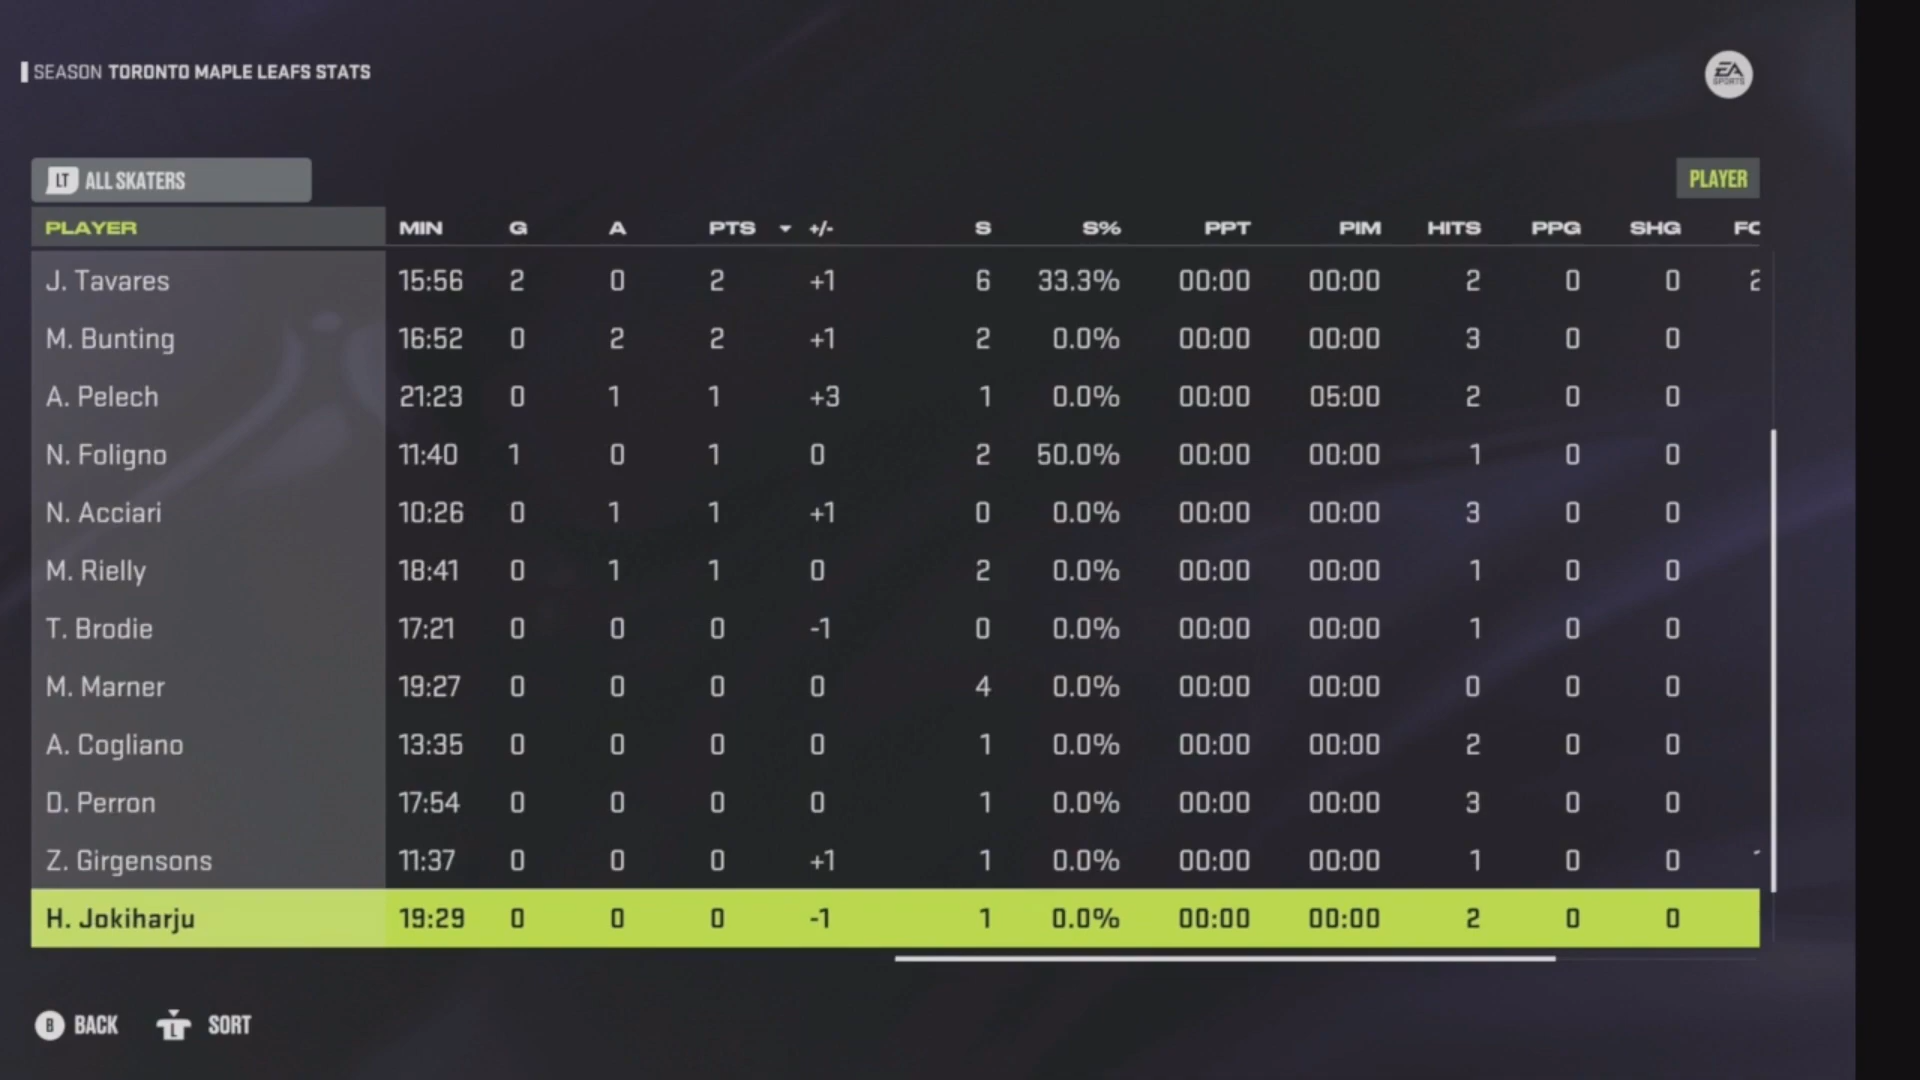 SEASON TORONTO MAPLE LEAFS STATS
EA SPORTS
LT ALL SKATERS
PLAYER
PLAYER MIN G A PTS +/- S S% PPT PIM HITS PPG SHG
J. Tavares 15:56 2 0 2 +1 6 33.3% 00:00 00:00 2 0 0
M. Bunting 16:52 0 2 2 +1 2 0.0% 00:00 00:00 3 0 0
A. Pelech 21:23 0 1 1 +3 1 0.0% 00:00 05:00 2 0 0
N. Foligno 11:40 1 0 1 0 2 50.0% 00:00 00:00 1 0 0
N. Acciari 10:26 0 1 1 +1 0 0.0% 00:00 00:00 3 0 0
M. Rielly 18:41 0 1 1 0 2 0.0% 00:00 00:00 1 0 0
T. Brodie 17:21 0 0 0 -1 0 0.0% 00:00 00:00 1 0 0
M. Marner 19:27 0 0 0 0 4 0.0% 00:00 00:00 0 0 0
A. Cogliano 13:35 0 0 0 0 1 0.0% 00:00 00:00 2 0 0
D. Perron 17:54 0 0 0 0 1 0.0% 00:00 00:00 3 0 0
Z. Girgensons 11:37 0 0 0 +1 1 0.0% 00:00 00:00 1 0 0
H. Jokiharju 19:29 0 0 0 -1 1 0.0% 00:00 00:00 2 0 0
B BACK L SORT